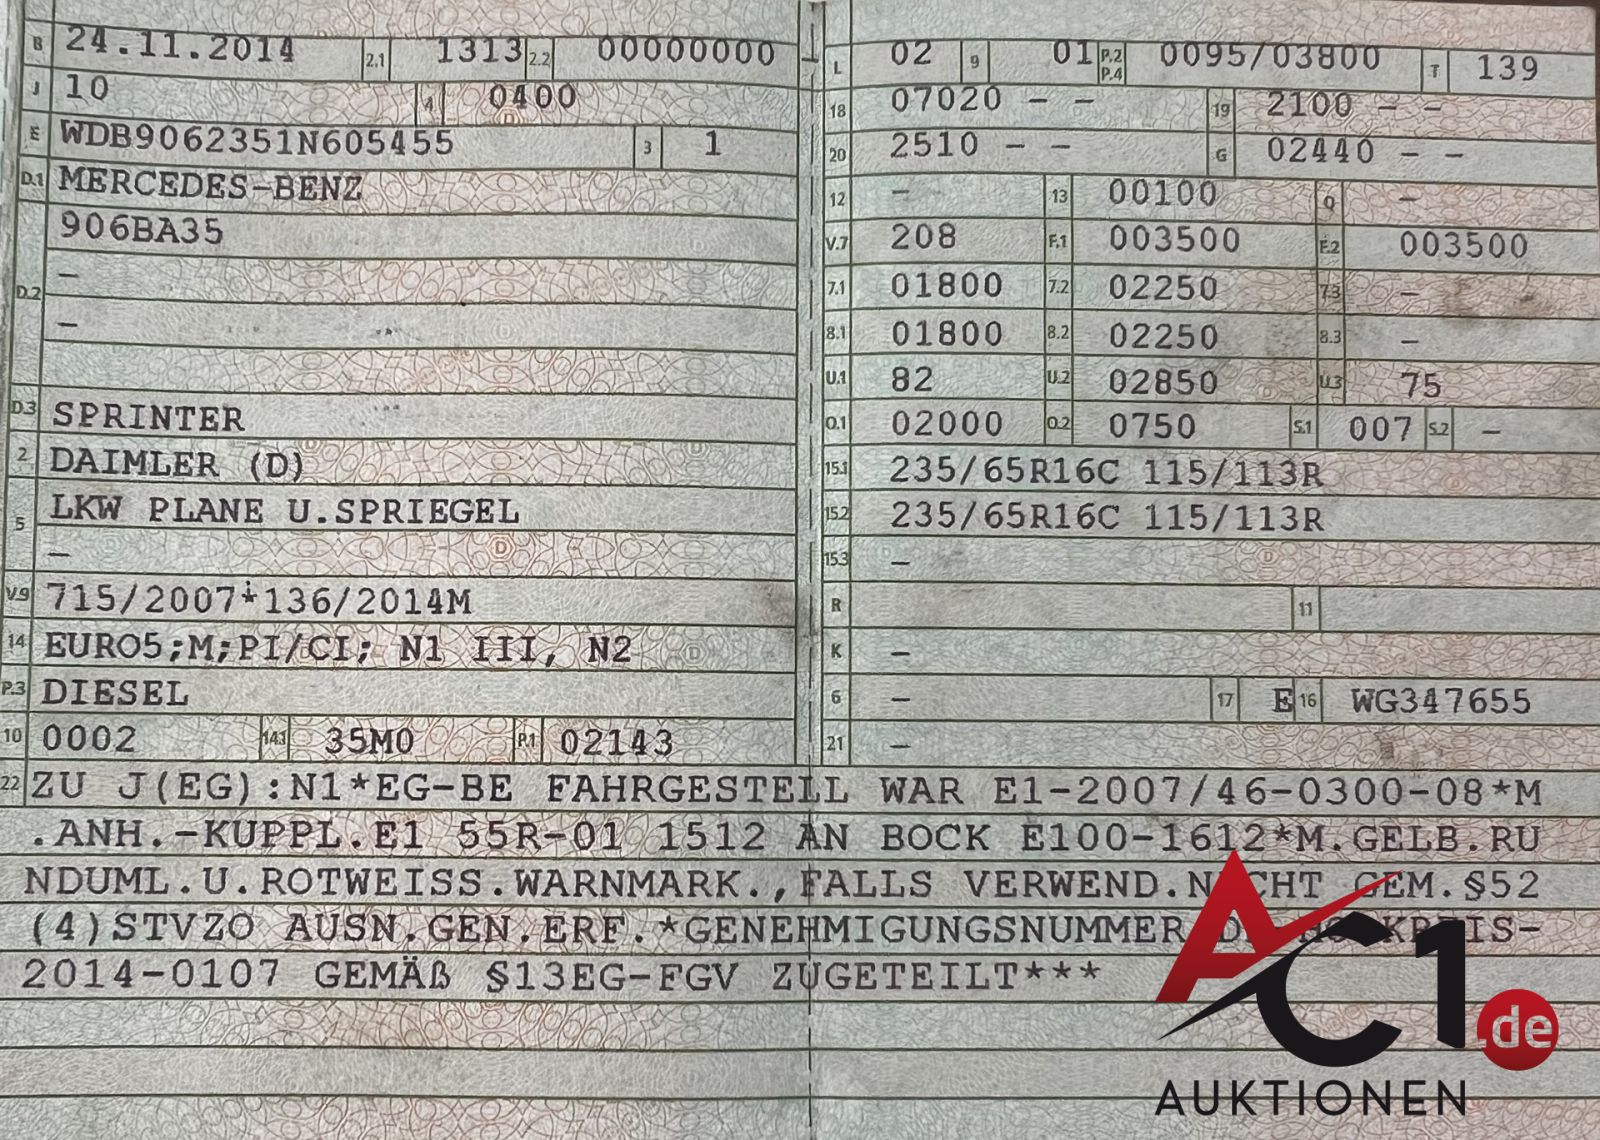 B 24.11.2014 2.1 1313 2.2 00000000
J 10 4 0400
E WDB9062351N605455 3 1
D.1 MERCEDES-BENZ
906BA35
D.2 –
–
D.3 SPRINTER
2 DAIMLER (D)
5 LKW PLANE U.SPRIEGEL
–
V.9 715/2007*136/2014M
14 EURO5;M;PI/CI; N1 III, N2
P.3 DIESEL
10 0002 14.1 35M0 P.1 02143
L 02 9 01 P.2 P.4 0095/03800 T 139
18 07020 – – 19 2100 – –
20 2510 – – G 02440 – –
12 – 13 00100 Q –
V.7 208 F.1 003500 F.2 003500
7.1 01800 7.2 02250 7.3 –
8.1 01800 8.2 02250 8.3 –
U.1 82 U.2 02850 U.3 75
O.1 02000 O.2 0750 S.1 007 S.2 –
15.1 235/65R16C 115/113R
15.2 235/65R16C 115/113R
15.3 –
R 11
K –
6 – 17 E 16 WG347655
21 –
22 ZU J(EG):N1*EG-BE FAHRGESTELL WAR E1-2007/46-0300-08*M
.ANH.-KUPPL.E1 55R-01 1512 AN BOCK E100-1612*M.GELB.RU
NDUML.U.ROTWEISS.WARNMARK.,FALLS VERWEND.NICHT GEM.§52
(4)STVZO AUSN.GEN.ERF.*GENEHMIGUNGSNUMMER IS-
2014-0107 GEMÄß §13EG-FGV ZUGETEILT***
AC1.de
AUKTIONEN